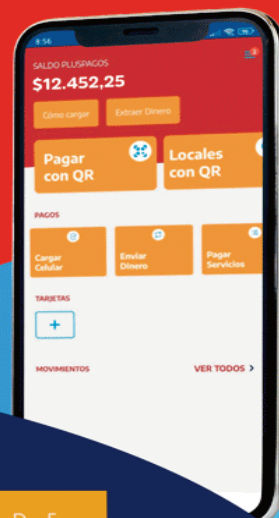 8:56
SALDO PLUSPAGOS
$12.452,25
Cómo cargar
Extraer Dinero
Pagar
con QR
Locales
con QR
PAGOS
Cargar
Celular
Enviar
Dinero
Pagar
Servicios
TARJETAS
+
MOVIMIENTOS
VER TODOS >